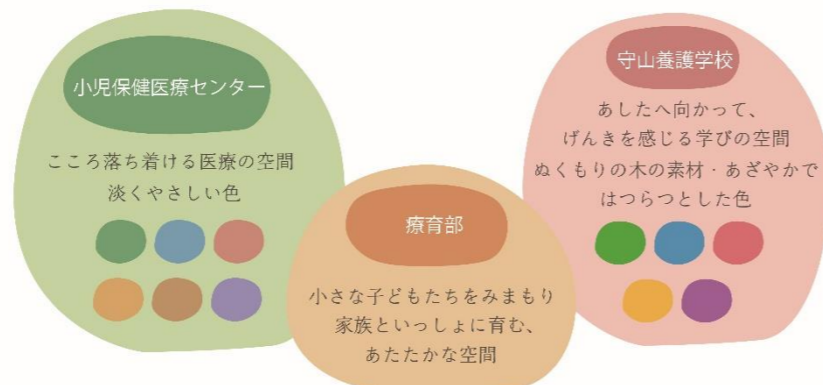 小児保健医療センター
こころ落ち着ける医療の空間
淡くやさしい色
療育部
小さな子どもたちをみまもり
家族といっしょに育む、
あたたかな空間
守山養護学校
あしたへ向かって、
げんきを感じる学びの空間
ぬくもりの木の素材・あざやかで
はつらつとした色